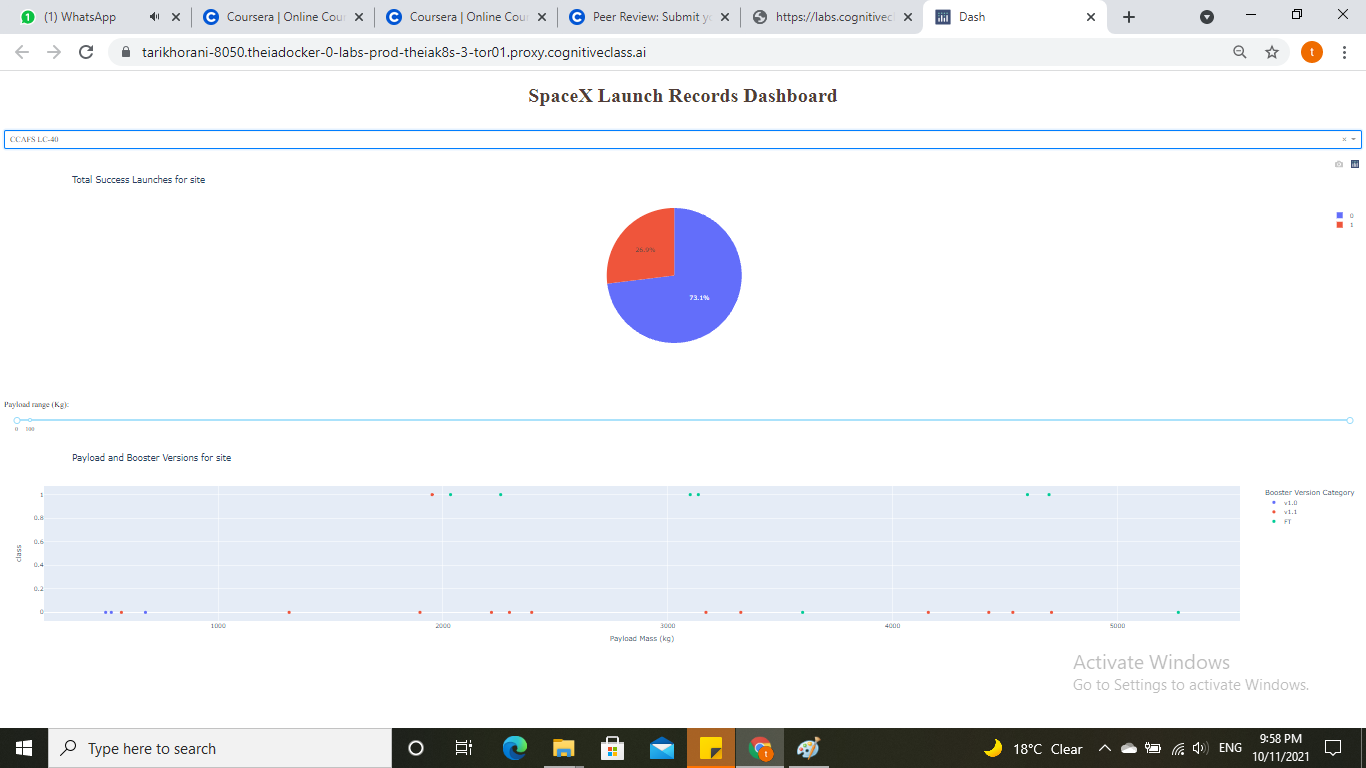 (1) WhatsApp
Coursera | Online Cou
Coursera | Online Cou
Peer Review: Submit y
https://labs.cognitivec
Dash
tarikhorani-8050.theiadocker-0-labs-prod-theiak8s-3-tor01.proxy.cognitiveclass.ai
t
SpaceX Launch Records Dashboard
CCAFS LC-40
Total Success Launches for site
0
1
26.9%
73.1%
Payload range (Kg):
0 100
Payload and Booster Versions for site
Booster Version Category
v1.0
v1.1
FT
class
1
0.8
0.6
0.4
0.2
0
1000 2000 3000 4000 5000
Payload Mass (kg)
Activate Windows
Go to Settings to activate Windows.
Type here to search
18°C Clear
ENG
9:58 PM
10/11/2021